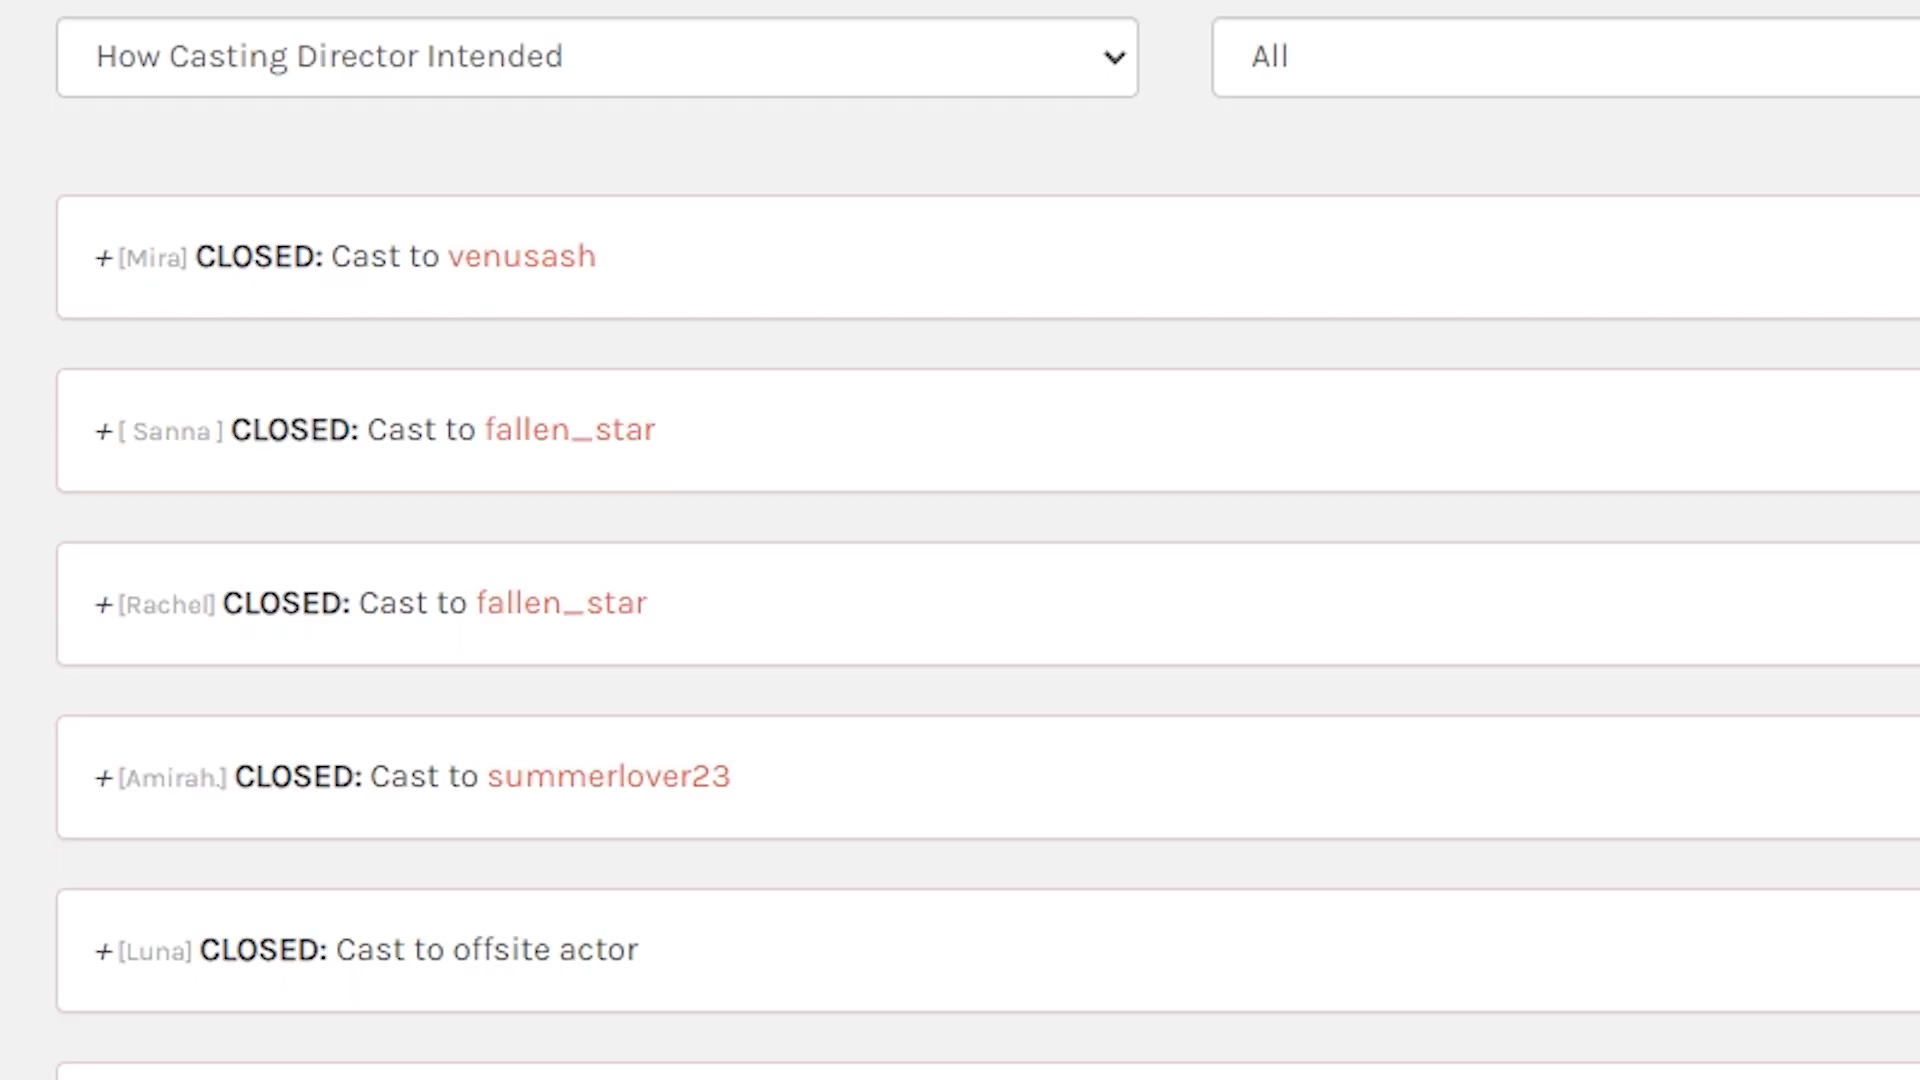 How Casting Director Intended
All
+ [Mira] CLOSED: Cast to venusash
+ [ Sanna ] CLOSED: Cast to fallen_star
+ [Rachel] CLOSED: Cast to fallen_star
+ [Amirah.] CLOSED: Cast to summerlover23
+ [Luna] CLOSED: Cast to offsite actor